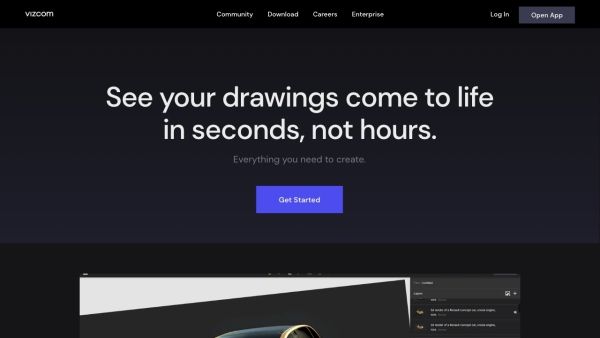 vizcom
Community Download Careers Enterprise
Log In
Open App
See your drawings come to life
in seconds, not hours.
Everything you need to create.
Get Started